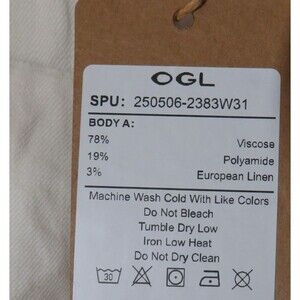 OGL
SPU: 250506-2383W31
BODY A:
78% Viscose
19% Polyamide
3% European Linen
Machine Wash Cold With Like Colors
Do Not Bleach
Tumble Dry Low
Iron Low Heat
Do Not Dry Clean
30